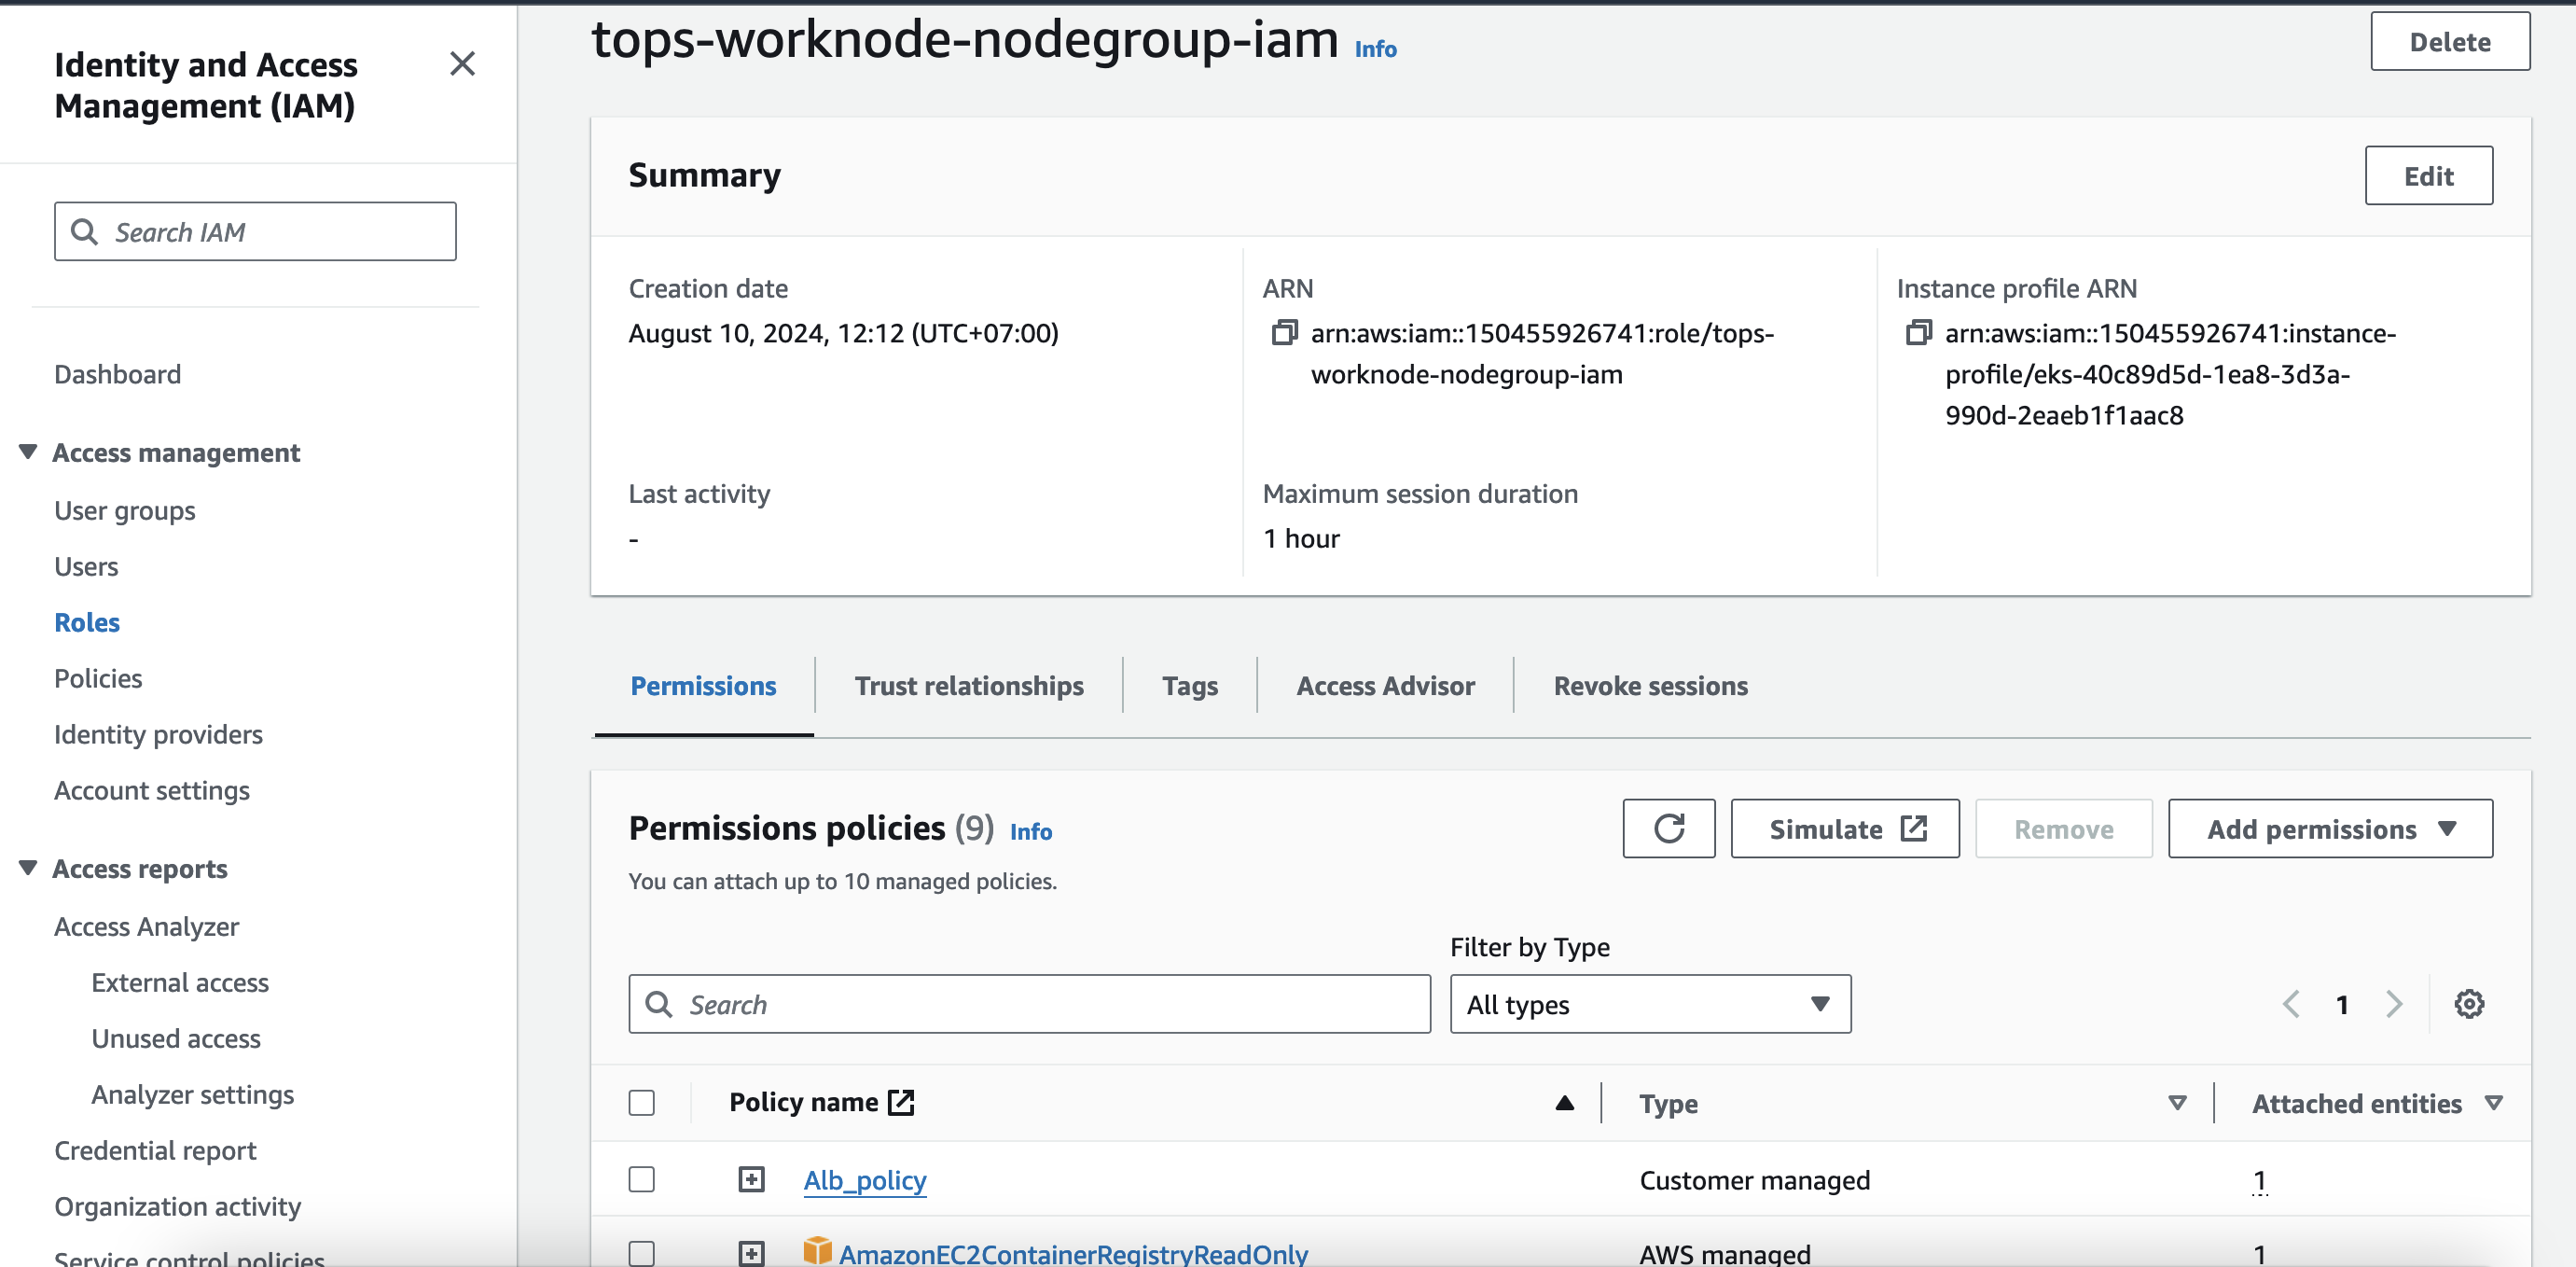 Identity and Access
Management (IAM)
Search IAM
Dashboard
Access management
User groups
Users
Roles
Policies
Identity providers
Account settings
Access reports
Access Analyzer
External access
Unused access
Analyzer settings
Credential report
Organization activity
Service control policies
tops-worknode-nodegroup-iam Info
Delete
Summary
Edit
Creation date
August 10, 2024, 12:12 (UTC+07:00)
ARN
arn:aws:iam::150455926741:role/tops-
worknode-nodegroup-iam
Instance profile ARN
arn:aws:iam::150455926741:instance-
profile/eks-40c89d5d-1ea8-3d3a-
990d-2eaeb1f1aac8
Last activity
-
Maximum session duration
1 hour
Permissions
Trust relationships
Tags
Access Advisor
Revoke sessions
Permissions policies (9) Info
You can attach up to 10 managed policies.
Simulate
Remove
Add permissions
Filter by Type
Search
All types
1
Policy name
Type
Attached entities
Alb_policy
Customer managed
1
AmazonEC2ContainerRegistryReadOnly
AWS managed
1